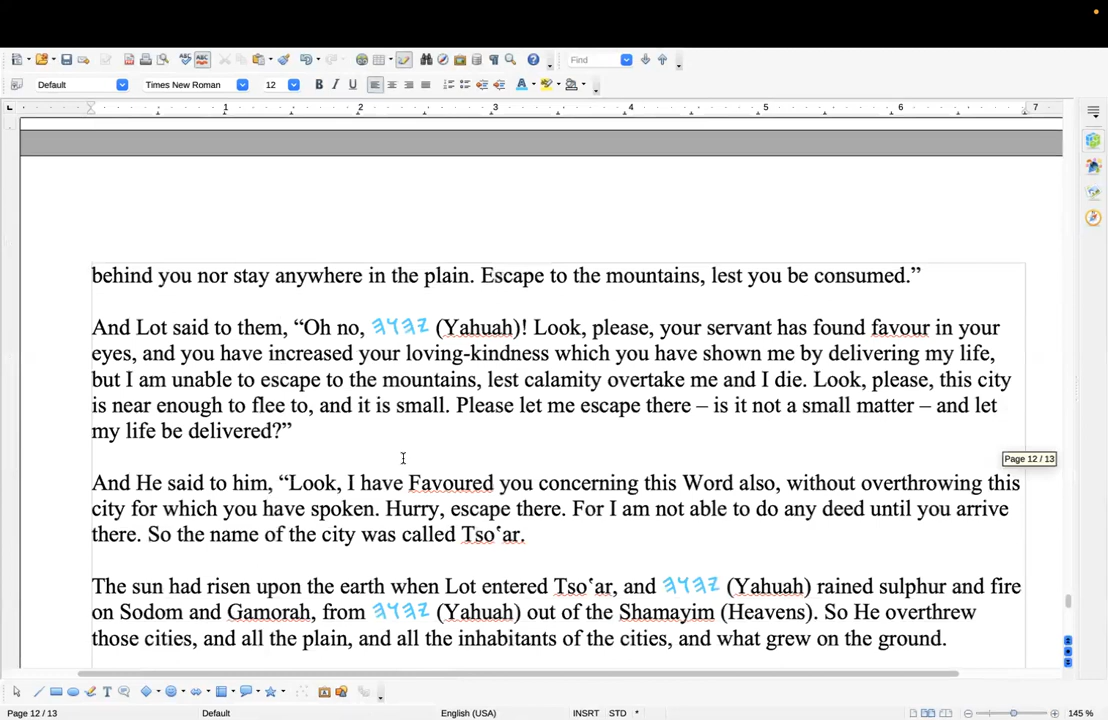 Find
Default
Times New Roman
12
1 2 3 4 5 6 7
behind you nor stay anywhere in the plain. Escape to the mountains, lest you be consumed.”
And Lot said to them, “Oh no, 𐤉𐤄𐤅𐤄 (Yahuah)! Look, please, your servant has found favour in your
eyes, and you have increased your loving-kindness which you have shown me by delivering my life,
but I am unable to escape to the mountains, lest calamity overtake me and I die. Look, please, this city
is near enough to flee to, and it is small. Please let me escape there – is it not a small matter – and let
my life be delivered?”
And He said to him, “Look, I have Favoured you concerning this Word also, without overthrowing this
city for which you have spoken. Hurry, escape there. For I am not able to do any deed until you arrive
there. So the name of the city was called Tsoʽar.
The sun had risen upon the earth when Lot entered Tsoʽar, and 𐤉𐤄𐤅𐤄 (Yahuah) rained sulphur and fire
on Sodom and Gamorah, from 𐤉𐤄𐤅𐤄 (Yahuah) out of the Shamayim (Heavens). So He overthrew
those cities, and all the plain, and all the inhabitants of the cities, and what grew on the ground.
Page 12 / 13
Page 12 / 13
Default
English (USA)
INSRT
STD
*
145 %